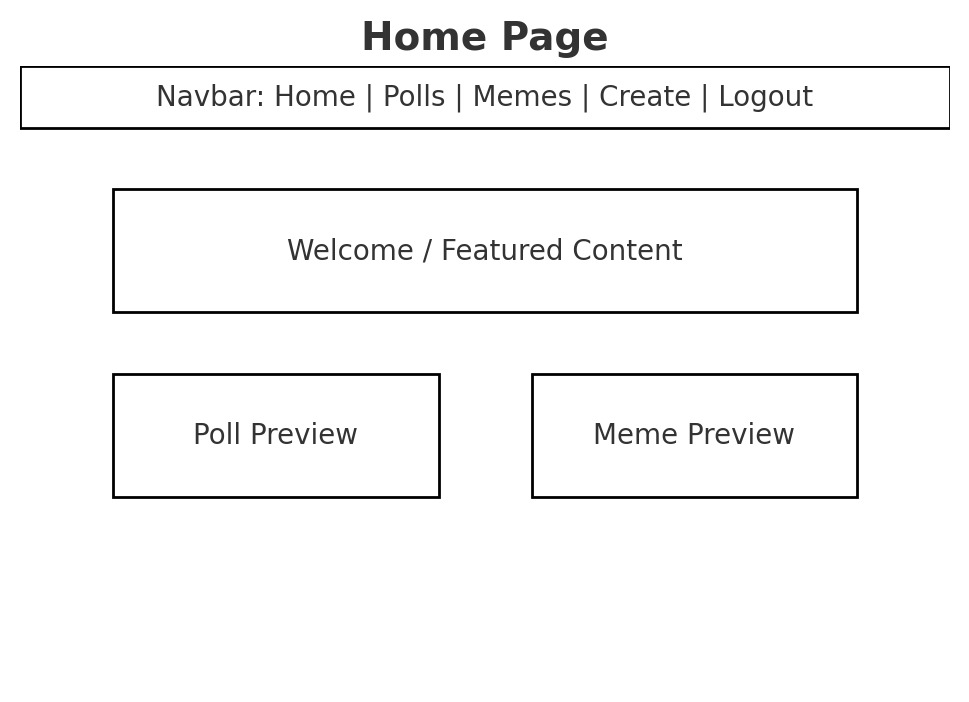 Home Page
Navbar: Home | Polls | Memes | Create | Logout
Welcome / Featured Content
Poll Preview
Meme Preview